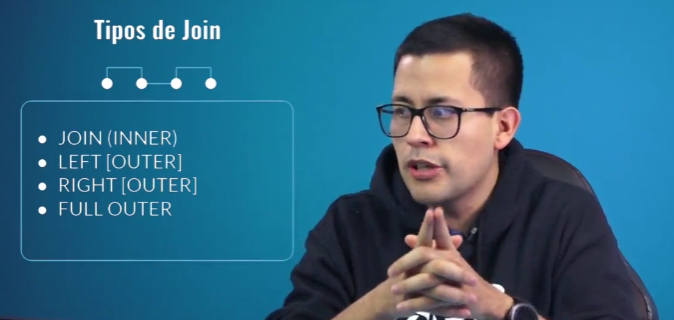 Tipos de Join
● JOIN (INNER)
● LEFT [OUTER]
● RIGHT [OUTER]
● FULL OUTER